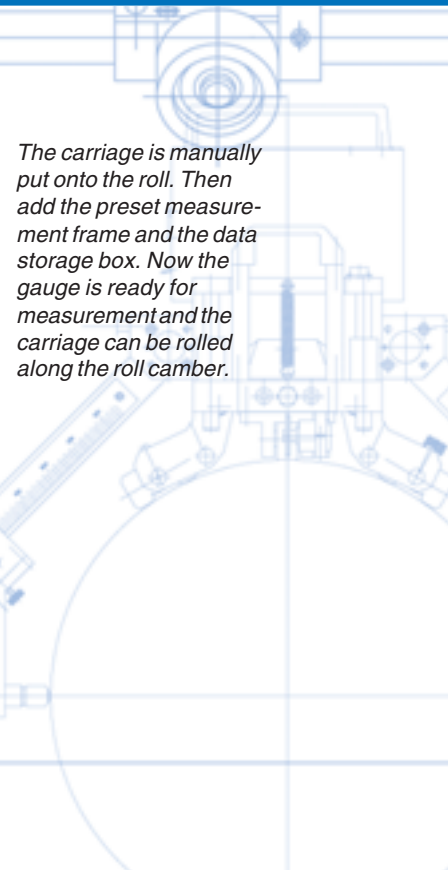 The carriage is manually
put onto the roll. Then
add the preset measure-
ment frame and the data
storage box. Now the
gauge is ready for
measurement and the
carriage can be rolled
along the roll camber.